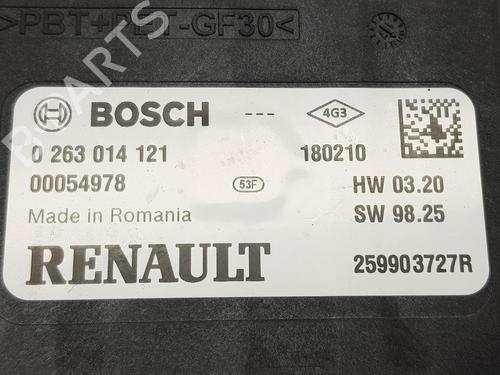 >PBT+PET-GF30<
BOSCH --- 4G3
0 263 014 121 180210
00054978 53F HW 03.20
Made in Romania SW 98.25
RENAULT 259903727R
B-PARTS